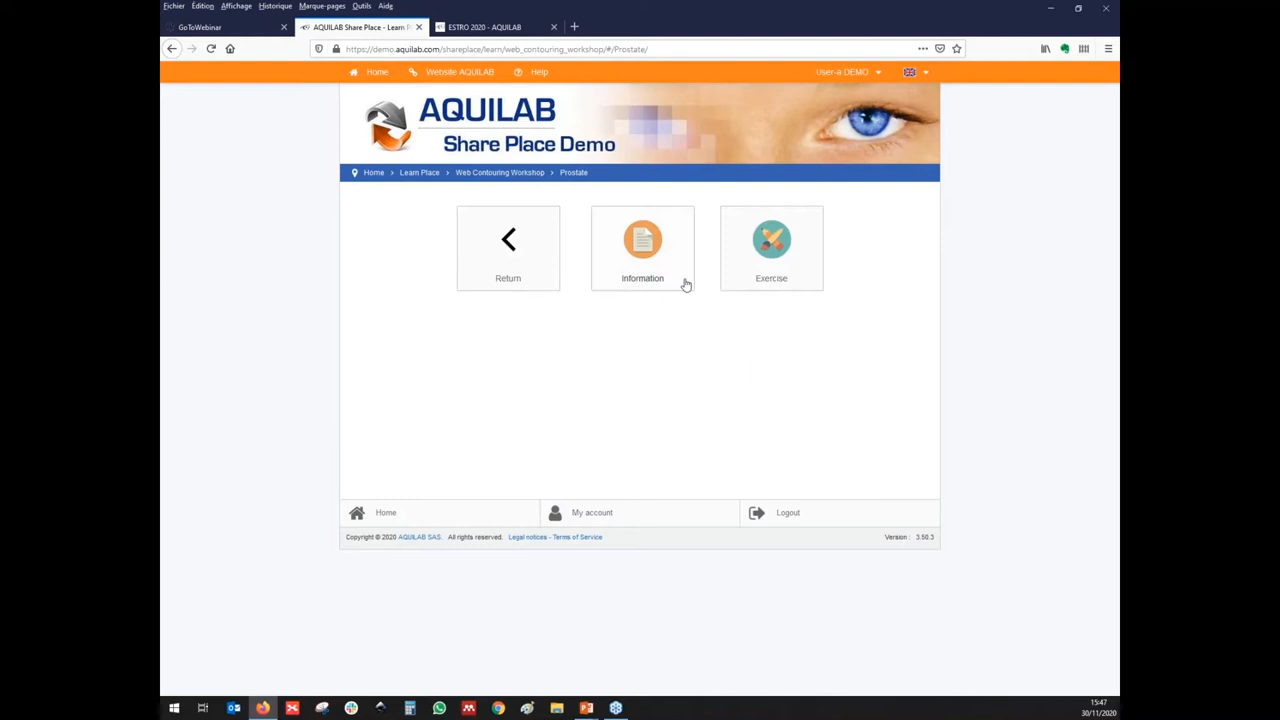 Fichier Édition Affichage Historique Marque-pages Outils Aide
GoToWebinar
AQUILAB Share Place - Learn P
ESTRO 2020 - AQUILAB
https://demo.aquilab.com/shareplace/learn/web_contouring_workshop/#/Prostate/
Home Website AQUILAB Help User-a DEMO
AQUILAB
Share Place Demo
Home > Learn Place > Web Contouring Workshop > Prostate
Return Information Exercise
Home My account Logout
Copyright © 2020 AQUILAB SAS. All rights reserved. Legal notices - Terms of Service Version : 3.50.3
15:47
30/11/2020